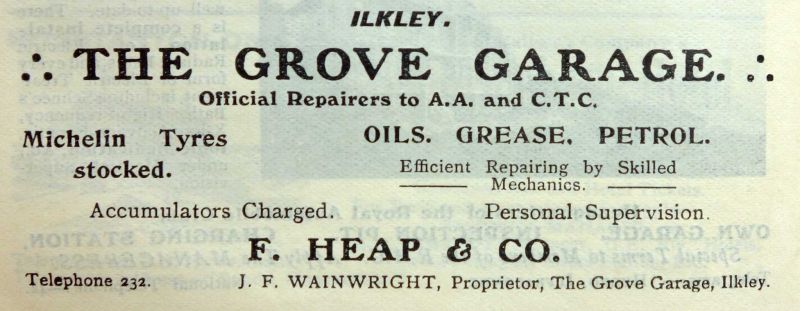 ILKLEY.
∴ THE GROVE GARAGE. ∴
Official Repairers to A.A. and C.T.C.
Michelin Tyres stocked.
OILS. GREASE. PETROL.
Efficient Repairing by Skilled
Mechanics.
Accumulators Charged.
Personal Supervision.
F. HEAP & CO.
Telephone 232.
J. F. WAINWRIGHT, Proprietor, The Grove Garage, Ilkley.